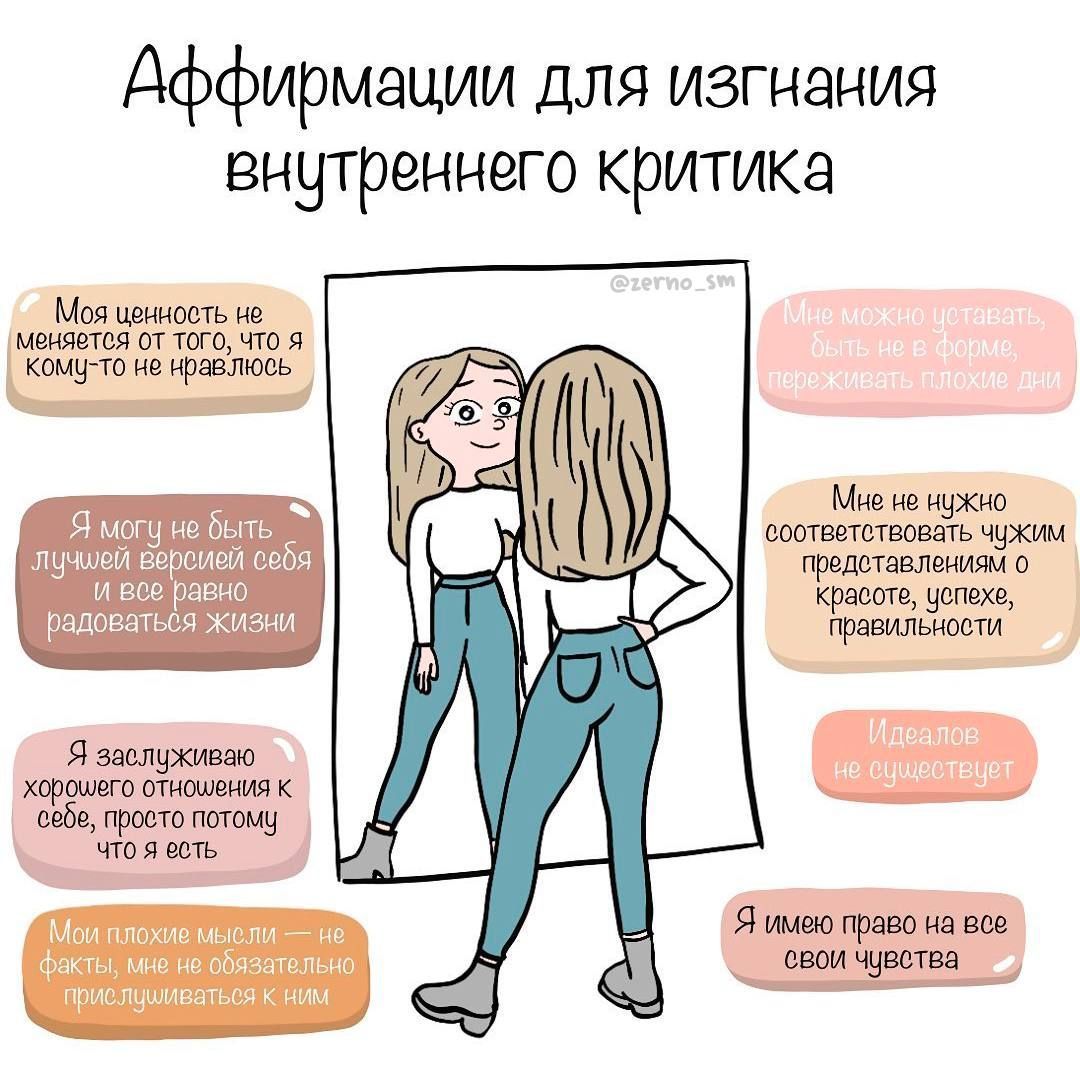 Аффирмации для изгнания
внутреннего критика
@zerno_sm
Моя ценность не
меняется от того, что я
кому-то не нравлюсь
Я могу не быть
лучшей версией себя
и все равно
радоваться жизни
Я заслуживаю
хорошего отношения к
себе, просто потому
что я есть
Мои плохие мысли — не
факты, мне не обязательно
прислушиваться к ним
Мне можно уставать,
быть не в форме,
переживать плохие дни
Мне не нужно
соответствовать чужим
представлениям о
красоте, успехе,
правильности
Идеалов
не существует
Я имею право на все
свои чувства